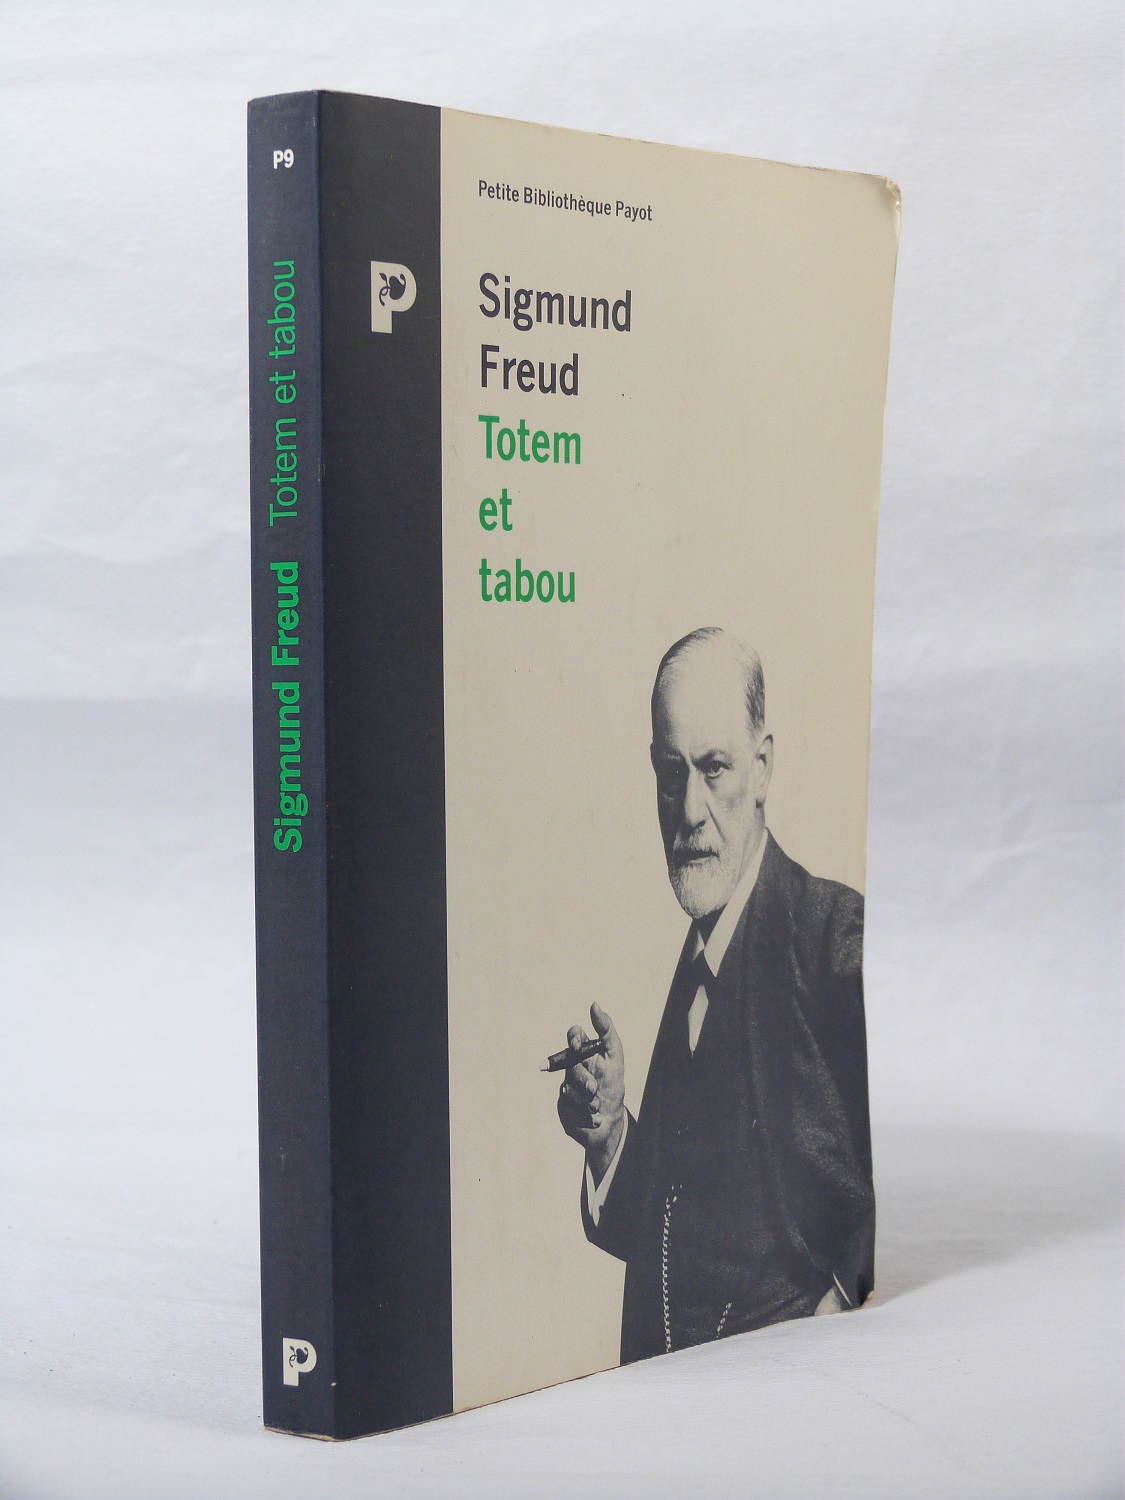 P9
Sigmund Freud Totem et tabou
P
P
Petite Bibliothèque Payot
Sigmund
Freud
Totem
et
tabou